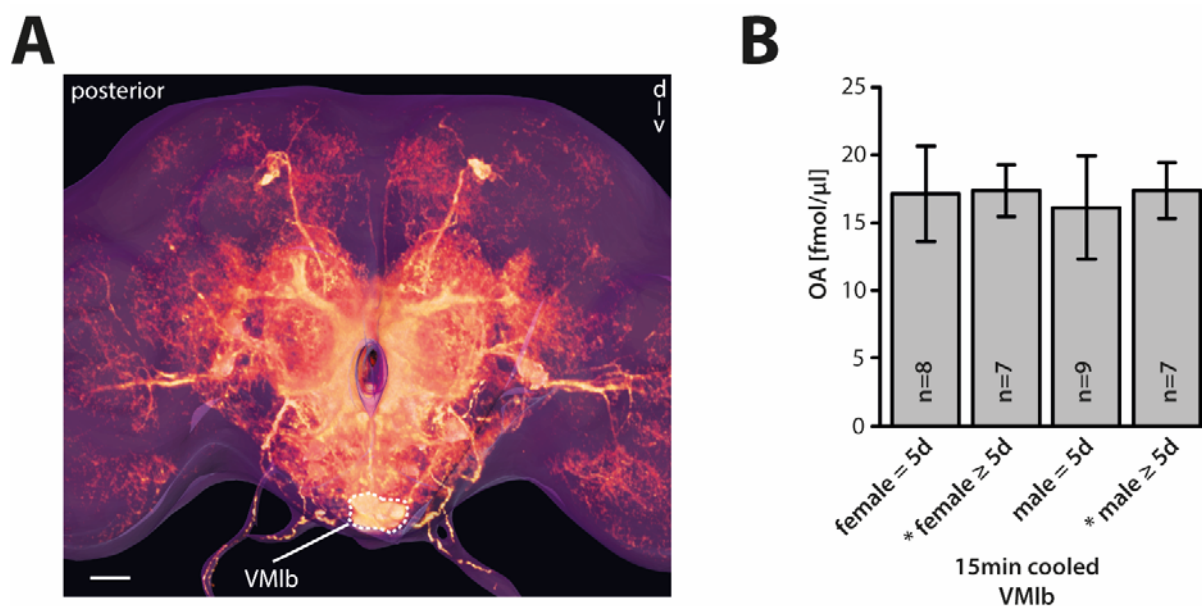 A
posterior
d
v
VMlb
B
OA [fmol/µl]
25
20
15
10
5
0
n=8
n=7
n=9
n=7
female = 5d
* female ≥ 5d
male = 5d
* male ≥ 5d
15min cooled
VMlb